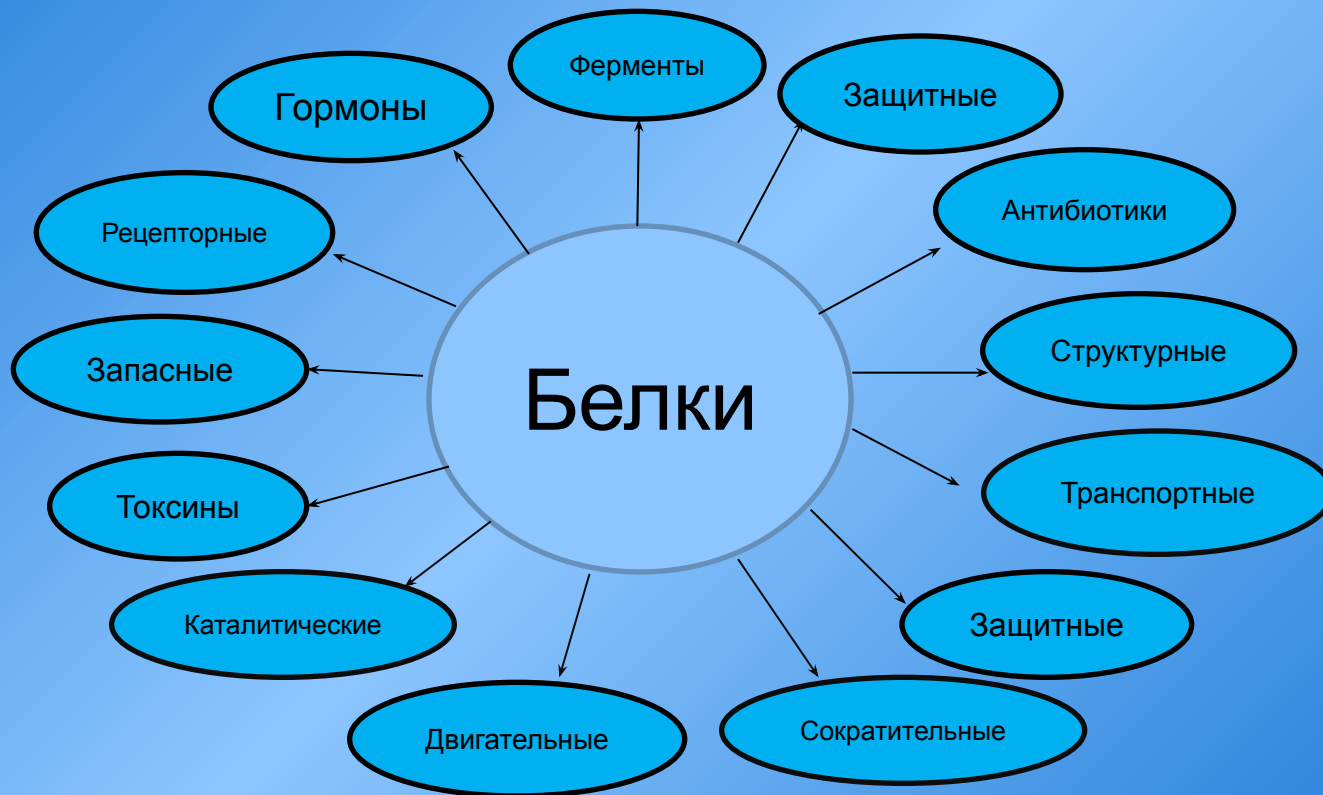 Ферменты
Гормоны
Защитные
Антибиотики
Рецепторные
Структурные
Запасные
Белки
Транспортные
Токсины
Каталитические
Защитные
Двигательные
Сократительные